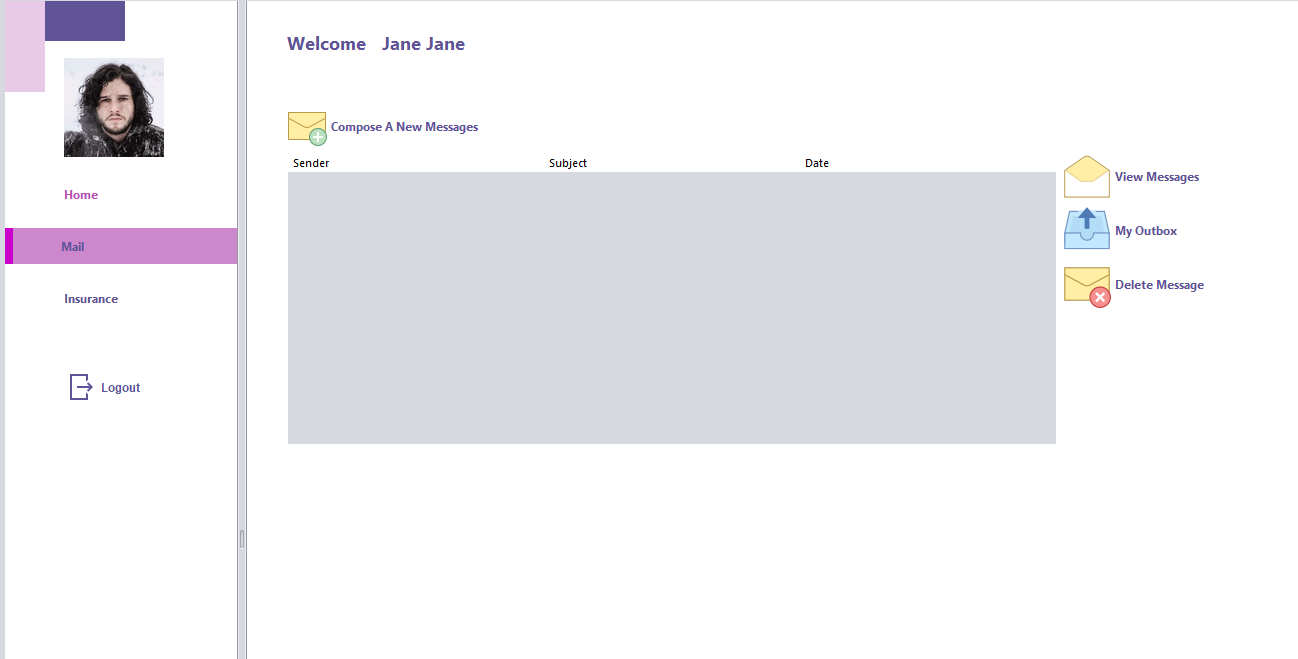 Welcome Jane Jane
Compose A New Messages
Sender Subject Date
View Messages
My Outbox
Delete Message
Home
Mail
Insurance
Logout